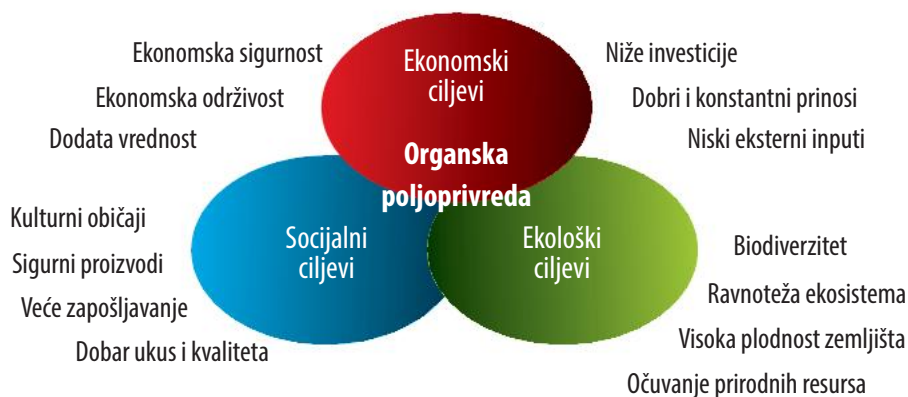 Ekonomska sigurnost
Ekonomska održivost
Dodata vrednost
Ekonomski
ciljevi
Niže investicije
Dobri i konstantni prinosi
Niski eksterni inputi
Organska
poljoprivreda
Kulturni običaji
Sigurni proizvodi
Veće zapošljavanje
Dobar ukus i kvaliteta
Socijalni
ciljevi
Ekološki
ciljevi
Biodiverzitet
Ravnoteža ekosistema
Visoka plodnost zemljišta
Očuvanje prirodnih resursa